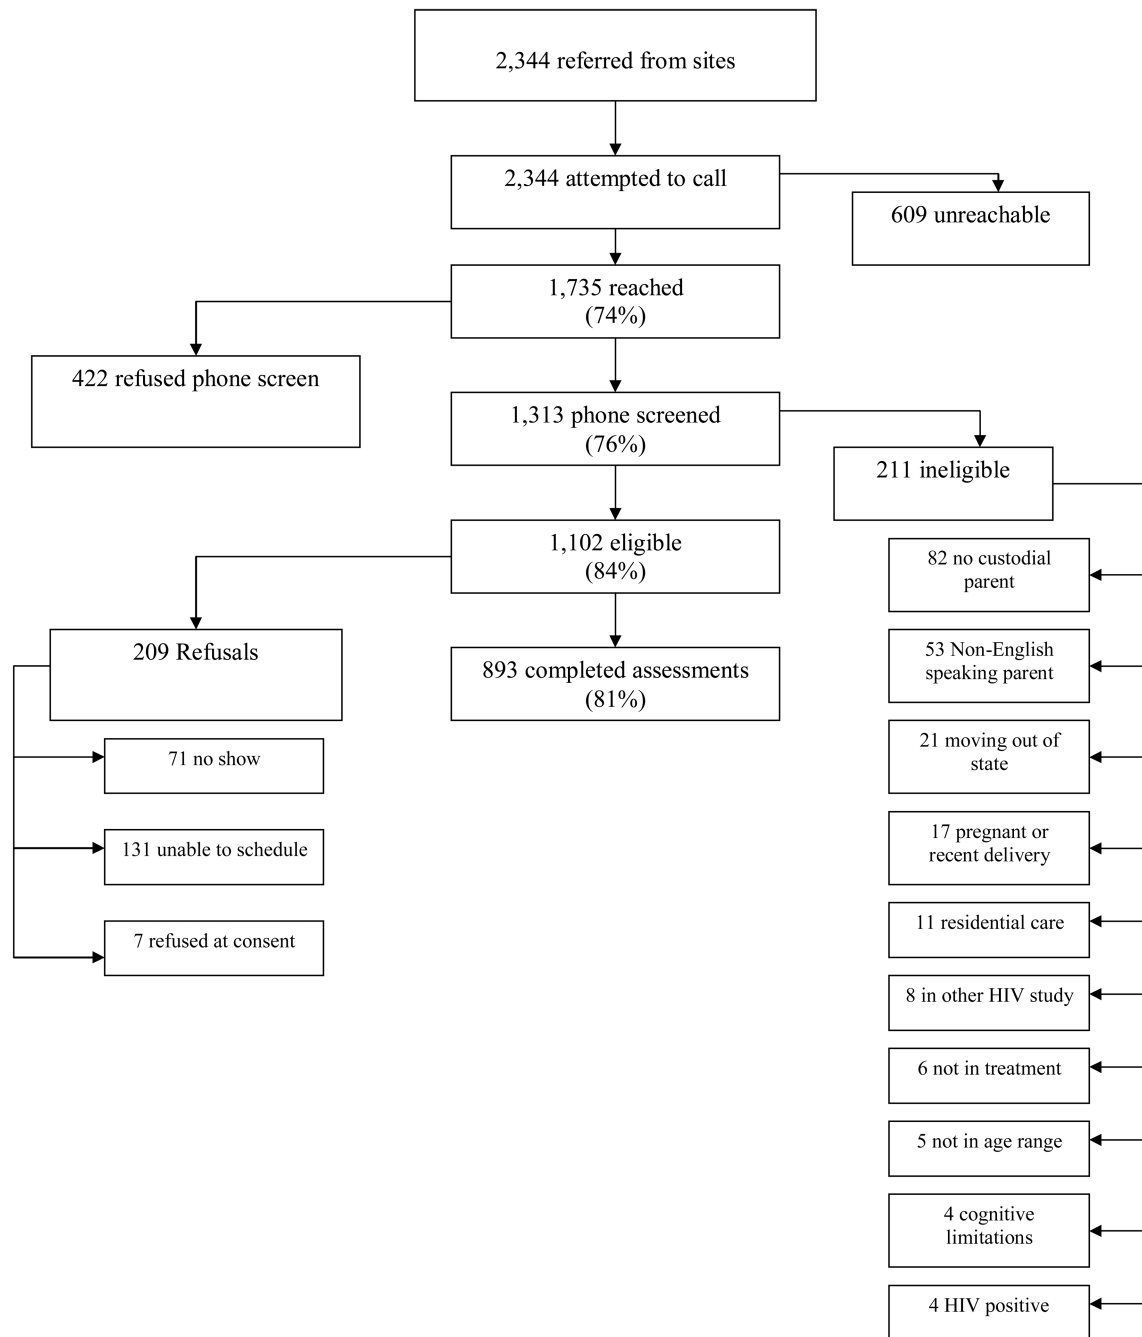 2,344 referred from sites
2,344 attempted to call
609 unreachable
1,735 reached
(74%)
422 refused phone screen
1,313 phone screened
(76%)
211 ineligible
1,102 eligible
(84%)
82 no custodial
parent
209 Refusals
893 completed assessments
(81%)
53 Non-English
speaking parent
71 no show
21 moving out of
state
131 unable to schedule
17 pregnant or
recent delivery
7 refused at consent
11 residential care
8 in other HIV study
6 not in treatment
5 not in age range
4 cognitive
limitations
4 HIV positive